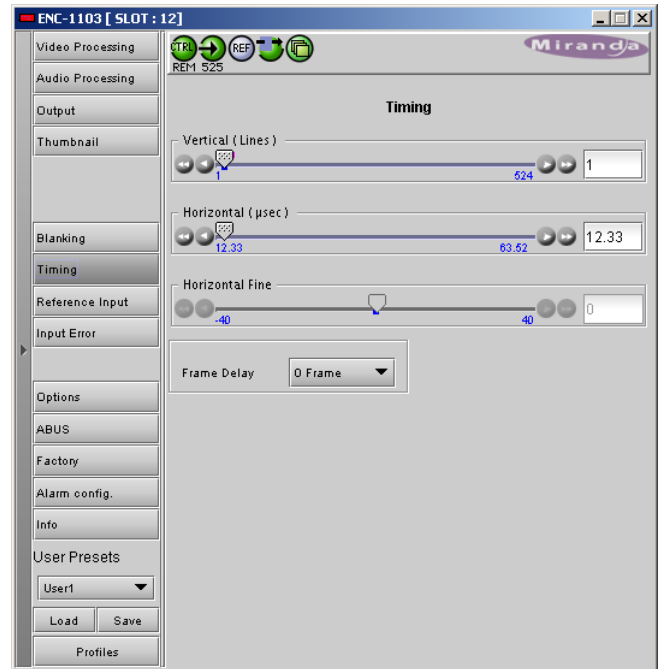 ENC-1103 [ SLOT : 12]
Video Processing
Audio Processing
Output
Thumbnail
Blanking
Timing
Reference Input
Input Error
Options
ABUS
Factory
Alarm config.
Info
User Presets
User1
Load Save
Profiles
CTRL REF
REM 525
Miranda
Timing
Vertical ( Lines )
1 524 1
Horizontal ( µsec )
12.33 63.52 12.33
Horizontal Fine
-40 40 0
Frame Delay 0 Frame